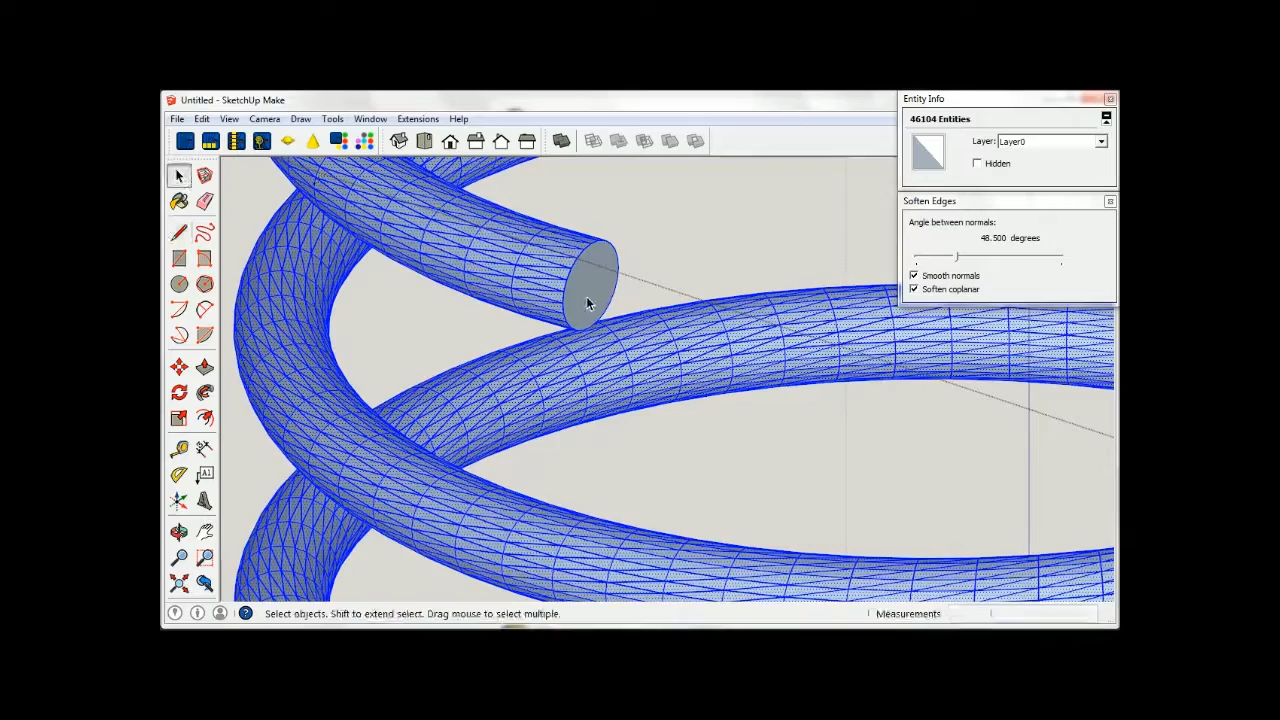 Untitled - SketchUp Make
File Edit View Camera Draw Tools Window Extensions Help
Entity Info
46104 Entities
Layer: Layer0
Hidden
Soften Edges
Angle between normals:
48.500 degrees
Smooth normals
Soften coplanar
A1
Select objects. Shift to extend select. Drag mouse to select multiple.
Measurements